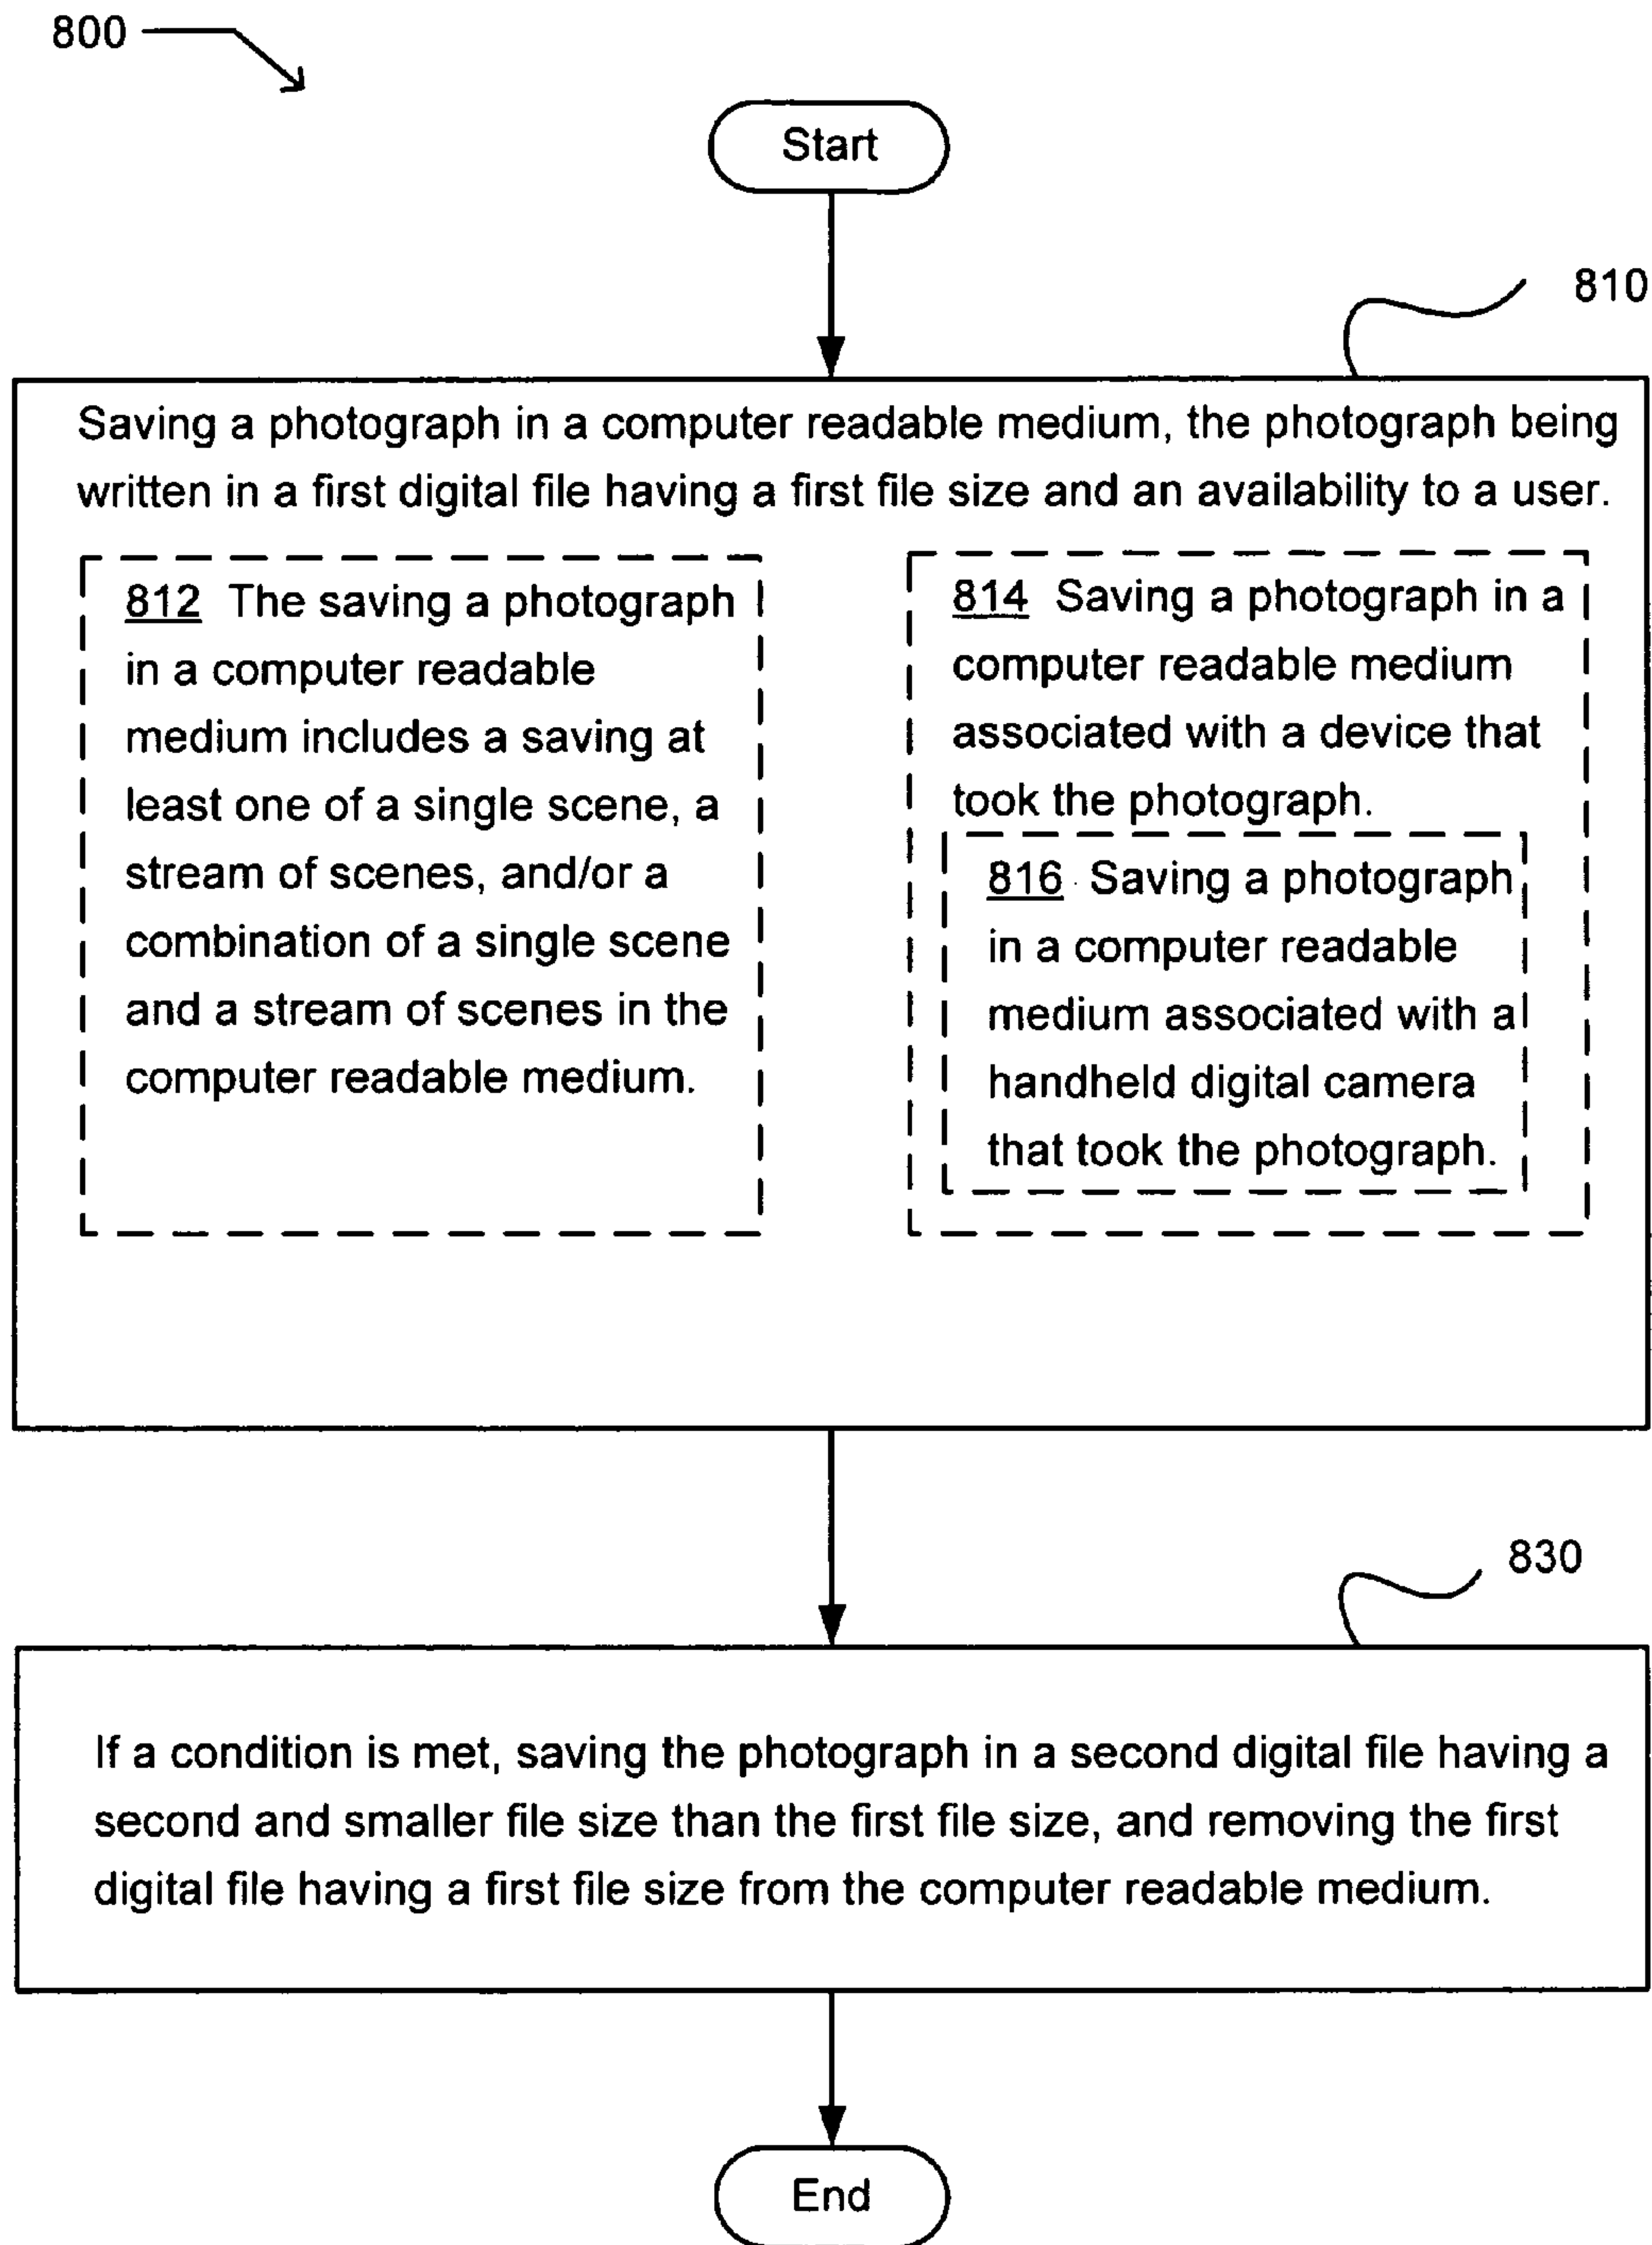 800
Start
810
Saving a photograph in a computer readable medium, the photograph being
written in a first digital file having a first file size and an availability to a user.
812 The saving a photograph
in a computer readable
medium includes a saving at
least one of a single scene, a
stream of scenes, and/or a
combination of a single scene
and a stream of scenes in the
computer readable medium.
814 Saving a photograph in a
computer readable medium
associated with a device that
took the photograph.
816 Saving a photograph
in a computer readable
medium associated with a
handheld digital camera
that took the photograph.
830
If a condition is met, saving the photograph in a second digital file having a
second and smaller file size than the first file size, and removing the first
digital file having a first file size from the computer readable medium.
End